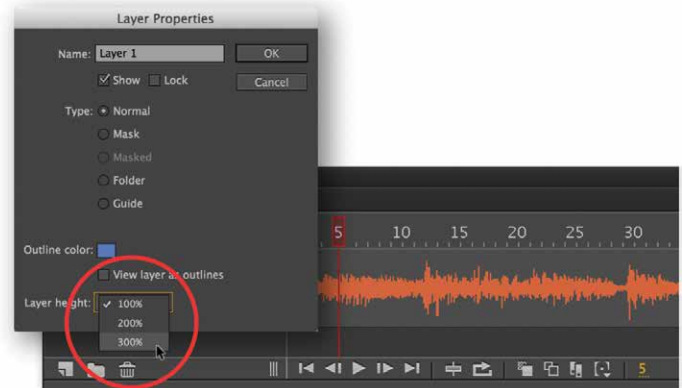 Layer Properties
Name: Layer 1
OK
Show Lock
Cancel
Type: Normal
Mask
Masked
Folder
Guide
Outline color:
View layer as outlines
Layer height: 100%
200%
300%
5 10 15 20 25 30
5